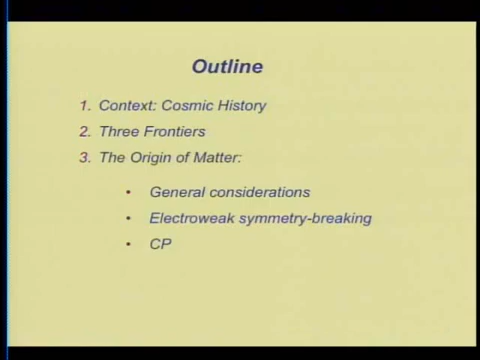 Outline
1. Context: Cosmic History
2. Three Frontiers
3. The Origin of Matter:
• General considerations
• Electroweak symmetry-breaking
• CP